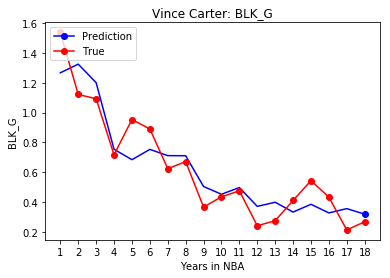 Vince Carter: BLK_G
Prediction
True
BLK_G
1.6
1.4
1.2
1.0
0.8
0.6
0.4
0.2
1 2 3 4 5 6 7 8 9 10 11 12 13 14 15 16 17 18
Years in NBA